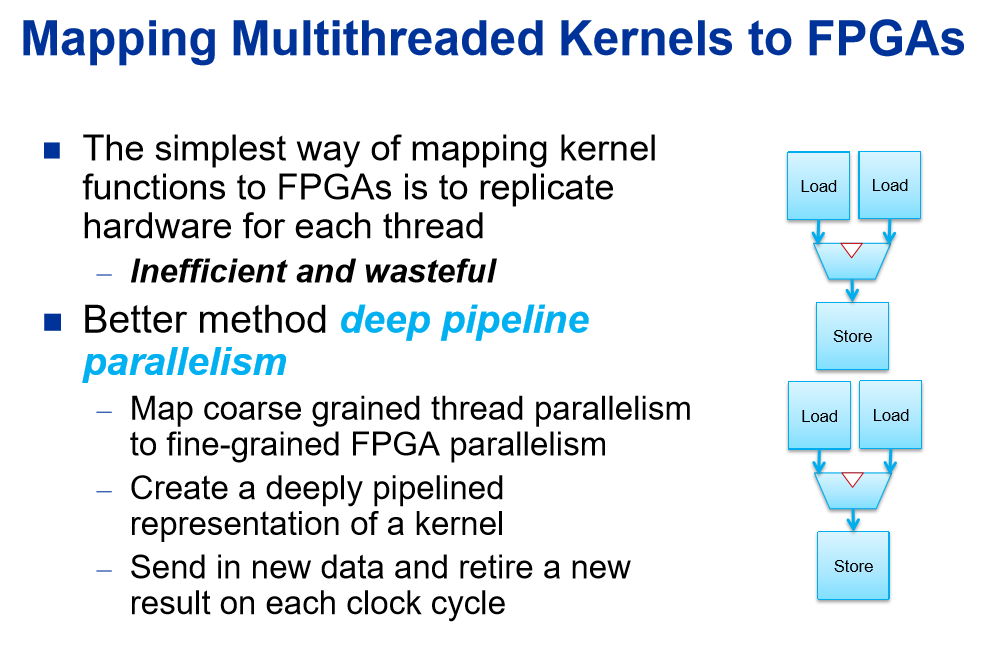 Mapping Multithreaded Kernels to FPGAs
The simplest way of mapping kernel
functions to FPGAs is to replicate
hardware for each thread
– Inefficient and wasteful
Better method deep pipeline
parallelism
– Map coarse grained thread parallelism
to fine-grained FPGA parallelism
– Create a deeply pipelined
representation of a kernel
– Send in new data and retire a new
result on each clock cycle
Load Load
Store
Load Load
Store